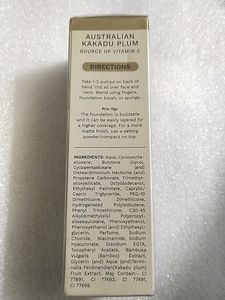 AUSTRALIAN
KAKADU PLUM
SOURCE OF VITAMIN C
DIRECTIONS
Take 1-2 pumps on back of
hand. Dot all over face and
neck. Blend using fingers,
foundation brush, or sponge.
Pro-tip:
The foundation is buildable
and it can be easily layered for
a higher coverage. For a more
matte finish, use a setting
powder/compact on top.
INGREDIENTS: Aqua, Cyclopenta-
siloxane, Butylene Glycol,
Cyclopentasiloxane (and)
Disteardimonium Hectorite (and)
Propylene Carbonate, Trimethyl-
siloxysilicate, Octyldodecanol,
Ethylhexyl Palmitate, Caprylic/
Capric Triglyceride, PEG-10
Dimethicone, Dimethicone,
Hydrogenated Polyisobutene,
Phenyl Trimethicone, C30-45
Alkyldimethylsilyl Polypropyl-
silsesquioxane, Phenoxyethanol,
Phenoxyethanol (and) Ethylhexyl-
glycerin, Perfume, Sodium
Chloride, Niacinamide, Sodium
Hyaluronate, Disodium EDTA,
Tocopheryl Acetate, Bambusa
Vulgaris (Bamboo) Extract,
Glycerin (and) Aqua (and)Termi-
nalia Ferdinandian(Kakadu plum)
Fruit Extract, May Contain:- CI
77891, CI 77492, CI 77491,
CI 77499.